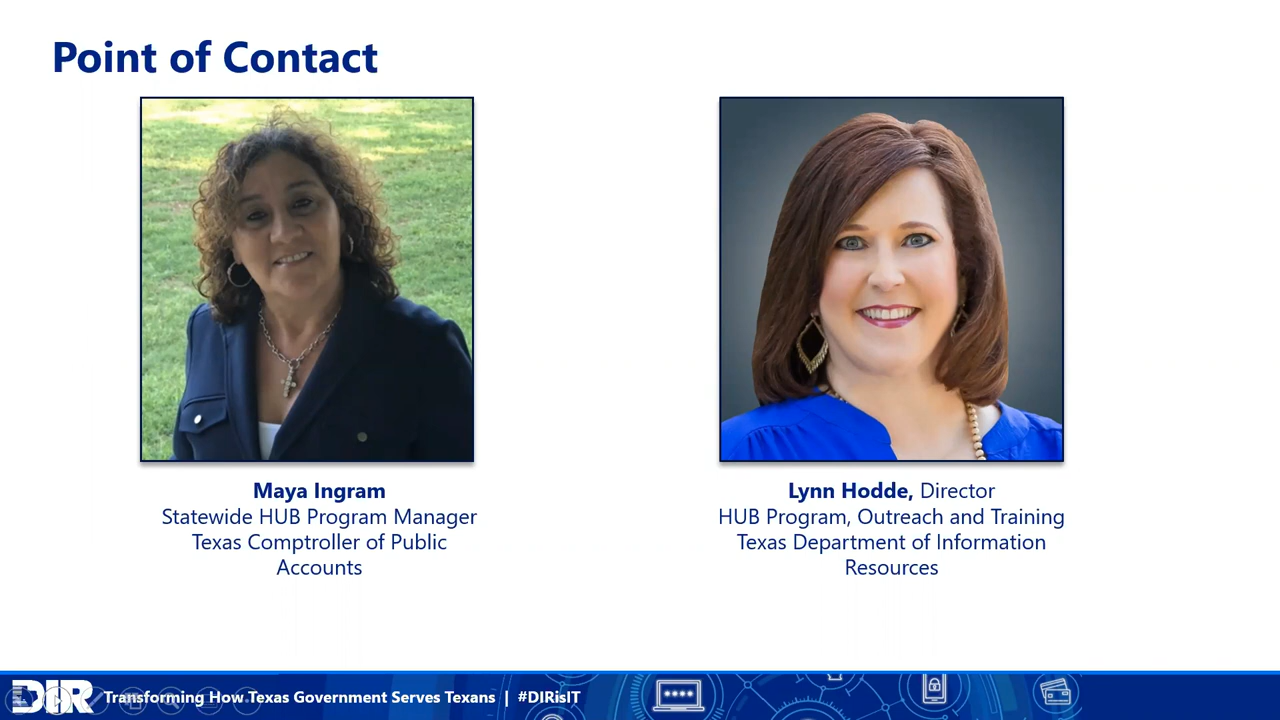 Point of Contact
Maya Ingram
Statewide HUB Program Manager
Texas Comptroller of Public
Accounts
Lynn Hodde, Director
HUB Program, Outreach and Training
Texas Department of Information
Resources
DIR Transforming How Texas Government Serves Texans | #DIRisIT